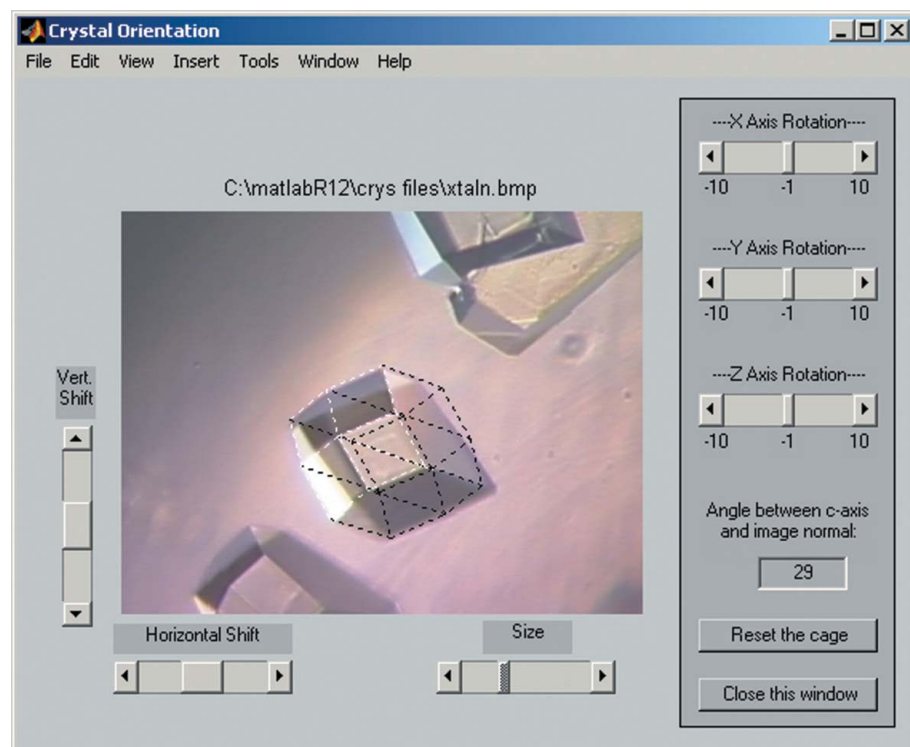 Crystal Orientation
File Edit View Insert Tools Window Help
C:\matlabR12\crys files\xtaln.bmp
Vert.
Shift
Horizontal Shift
Size
----X Axis Rotation----
-10 -1 10
----Y Axis Rotation----
-10 -1 10
----Z Axis Rotation----
-10 -1 10
Angle between c-axis
and image normal:
29
Reset the cage
Close this window